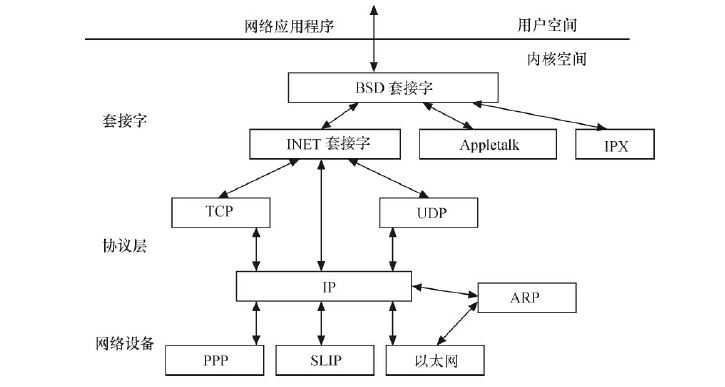 网络应用程序
用户空间
内核空间
BSD 套接字
套接字
INET 套接字
Appletalk
IPX
TCP
UDP
协议层
IP
ARP
网络设备
PPP
SLIP
以太网